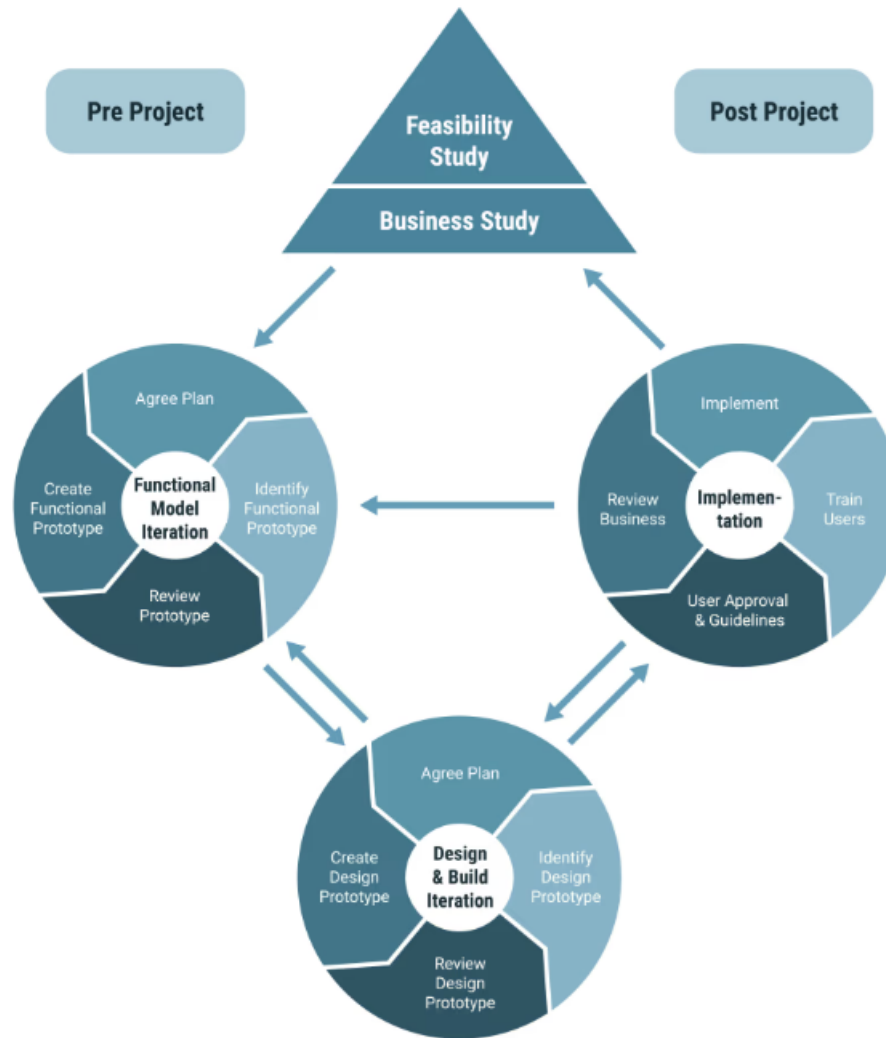 Pre Project
Post Project
Feasibility
Study
Business Study
Agree Plan
Create
Functional
Prototype
Functional
Model
Iteration
Identify
Functional
Prototype
Review
Prototype
Implement
Review
Business
Implemen-
tation
Train
Users
User Approval
& Guidelines
Agree Plan
Create
Design
Prototype
Design
& Build
Iteration
Identify
Design
Prototype
Review
Design
Prototype